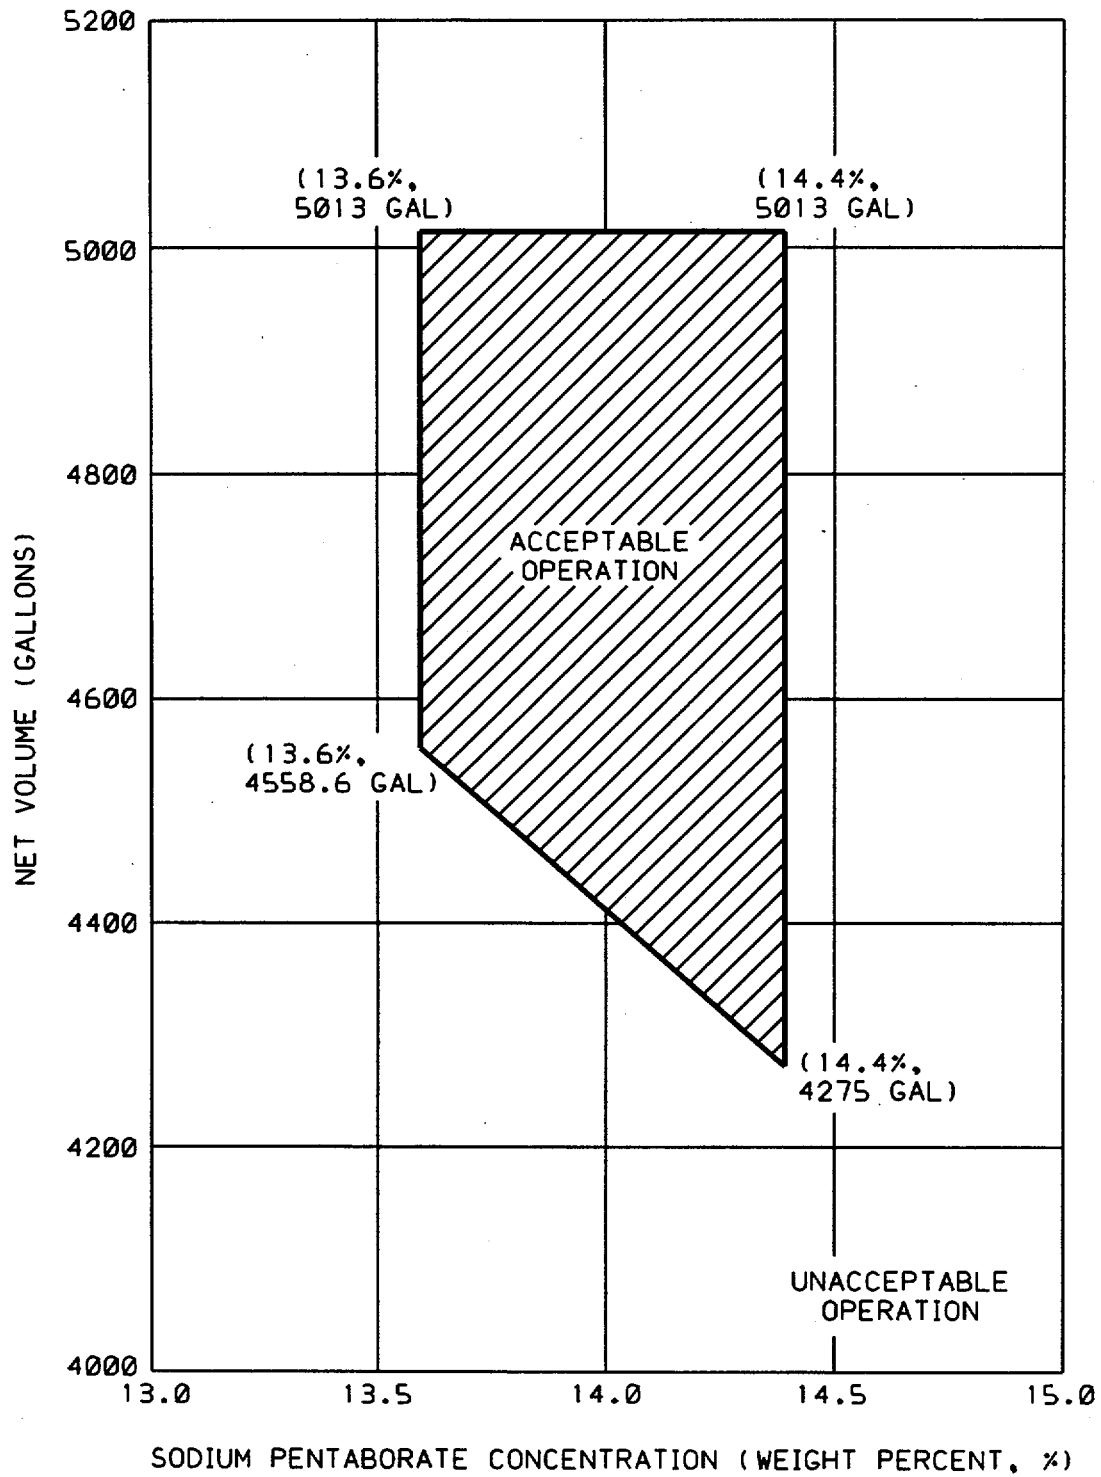 5200
(13.6%,
5013 GAL)
(14.4%,
5013 GAL)
5000
4800
ACCEPTABLE
OPERATION
4600
(13.6%,
4558.6 GAL)
4400
(14.4%,
4275 GAL)
4200
UNACCEPTABLE
OPERATION
4000
NET VOLUME (GALLONS)
13.0 13.5 14.0 14.5 15.0
SODIUM PENTABORATE CONCENTRATION (WEIGHT PERCENT, %)